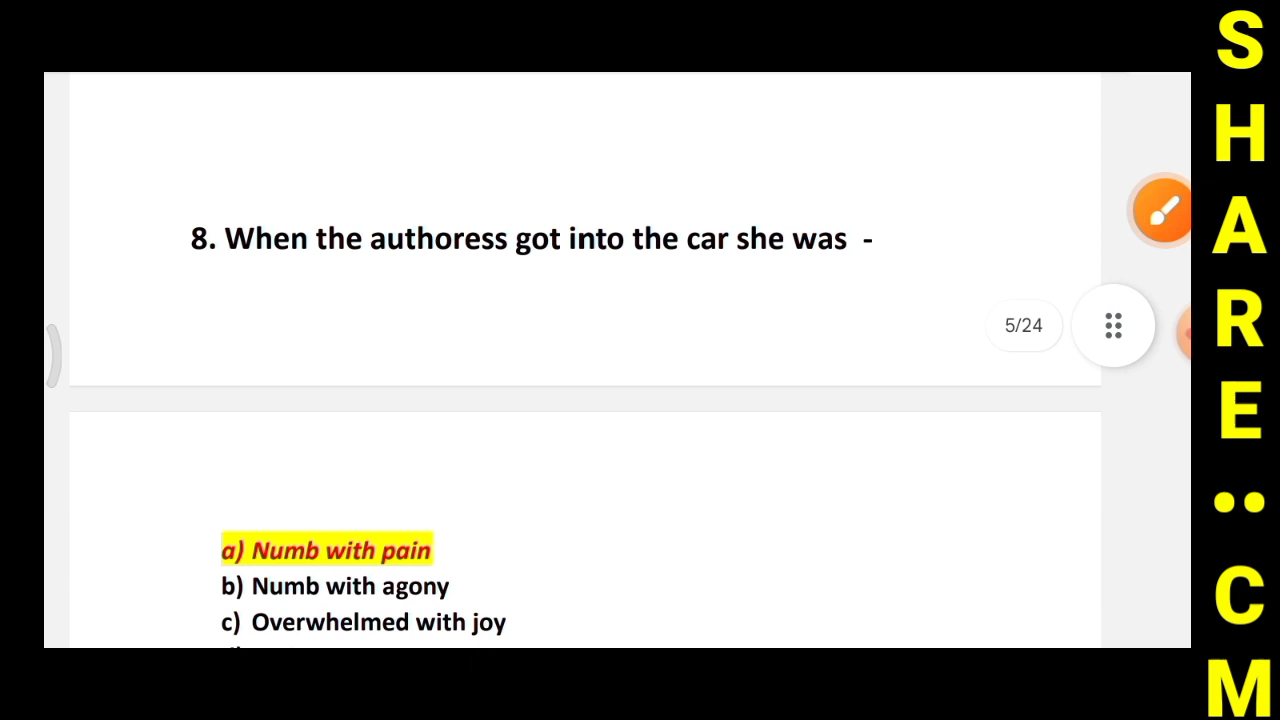 8. When the authoress got into the car she was -
5/24
a) Numb with pain
b) Numb with agony
c) Overwhelmed with joy
S
H
A
R
E
..
C
M